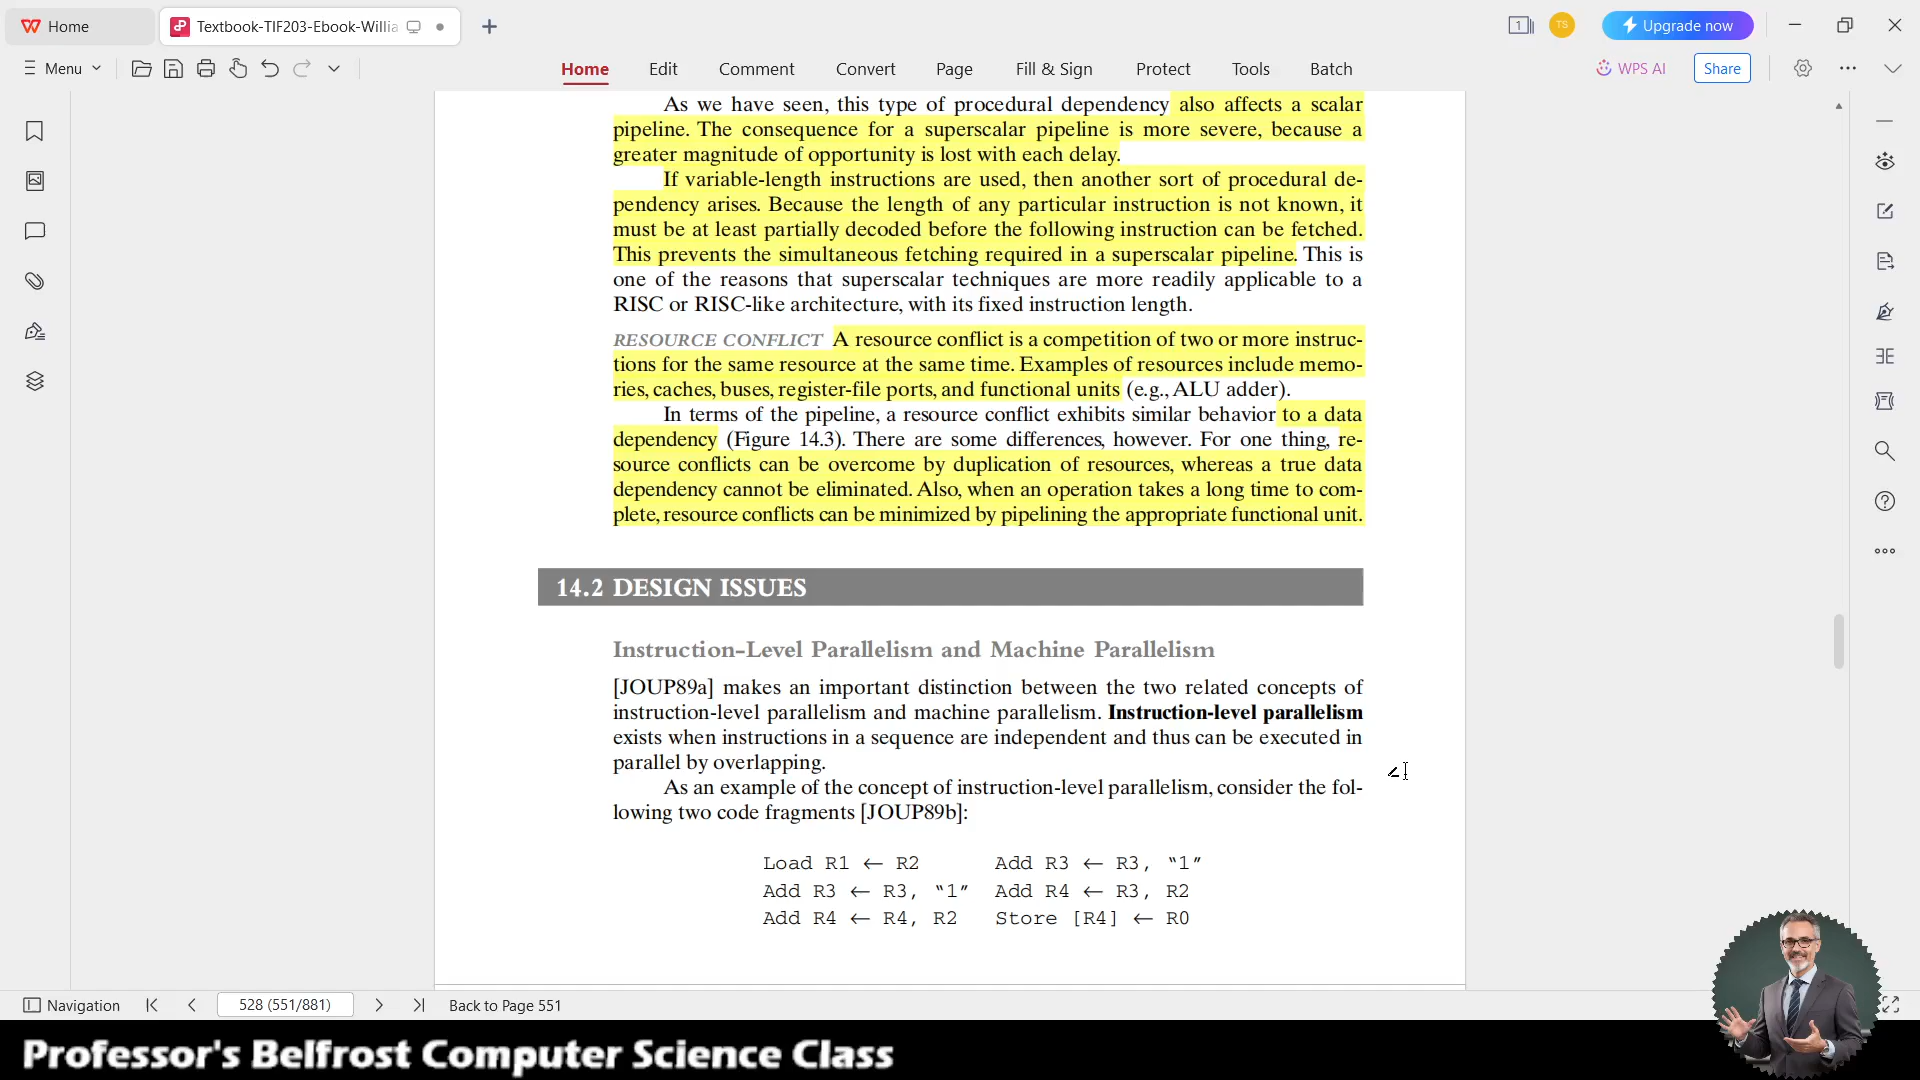 Home
Textbook-TIF203-Ebook-Willia
1
TS
Upgrade now
Menu
Home
Edit
Comment
Convert
Page
Fill & Sign
Protect
Tools
Batch
WPS AI
Share
As we have seen, this type of procedural dependency also affects a scalar
pipeline. The consequence for a superscalar pipeline is more severe, because a
greater magnitude of opportunity is lost with each delay.
If variable-length instructions are used, then another sort of procedural de-
pendency arises. Because the length of any particular instruction is not known, it
must be at least partially decoded before the following instruction can be fetched.
This prevents the simultaneous fetching required in a superscalar pipeline. This is
one of the reasons that superscalar techniques are more readily applicable to a
RISC or RISC-like architecture, with its fixed instruction length.
RESOURCE CONFLICT A resource conflict is a competition of two or more instruc-
tions for the same resource at the same time. Examples of resources include memo-
ries, caches, buses, register-file ports, and functional units (e.g., ALU adder).
In terms of the pipeline, a resource conflict exhibits similar behavior to a data
dependency (Figure 14.3). There are some differences, however. For one thing, re-
source conflicts can be overcome by duplication of resources, whereas a true data
dependency cannot be eliminated. Also, when an operation takes a long time to com-
plete, resource conflicts can be minimized by pipelining the appropriate functional unit.
14.2 DESIGN ISSUES
Instruction-Level Parallelism and Machine Parallelism
[JOUP89a] makes an important distinction between the two related concepts of
instruction-level parallelism and machine parallelism. Instruction-level parallelism
exists when instructions in a sequence are independent and thus can be executed in
parallel by overlapping.
As an example of the concept of instruction-level parallelism, consider the fol-
lowing two code fragments [JOUP89b]:
Load R1 ← R2 Add R3 ← R3, “1”
Add R3 ← R3, “1” Add R4 ← R3, R2
Add R4 ← R4, R2 Store [R4] ← R0
Navigation
528 (551/881)
Back to Page 551
Professor's Belfrost Computer Science Class